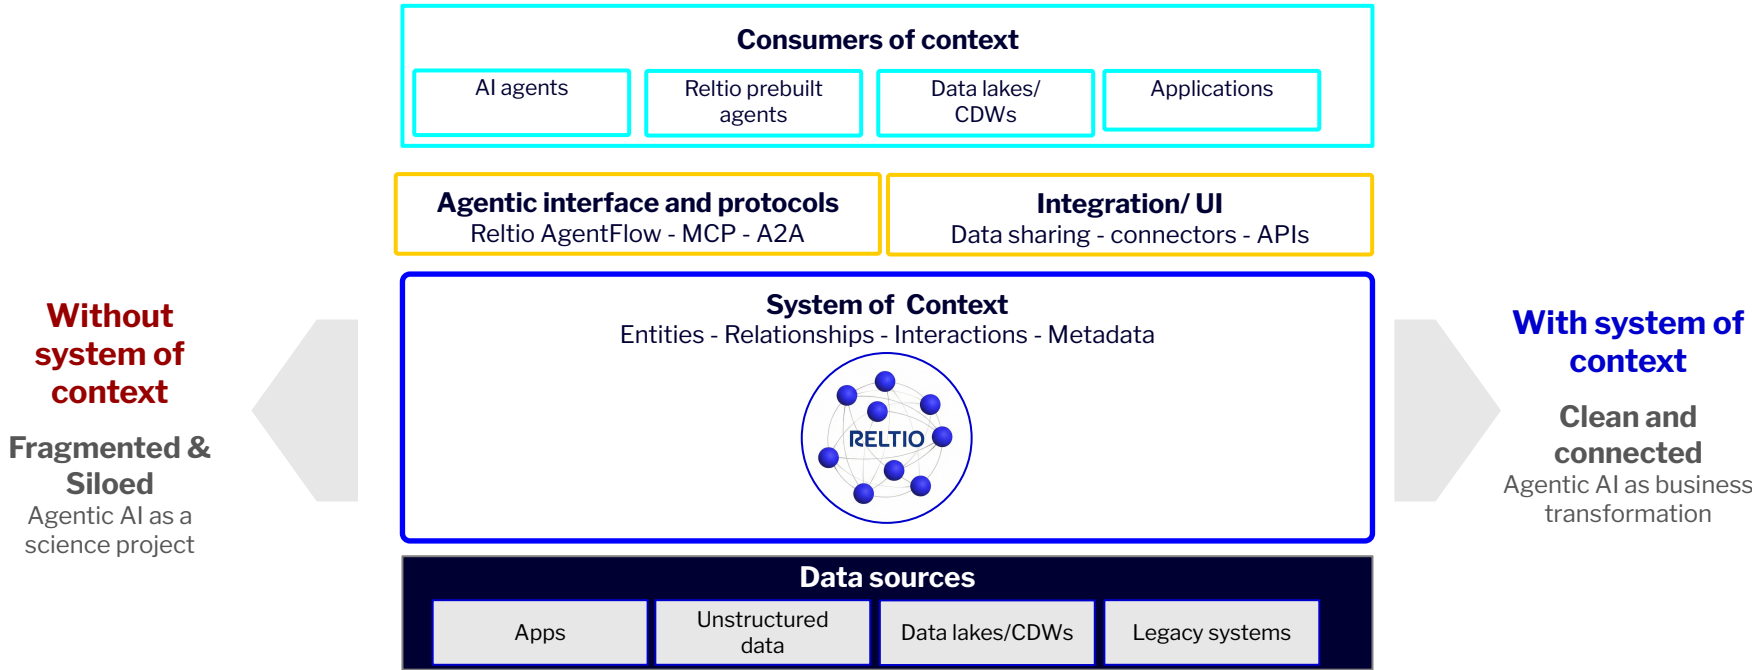 Consumers of context
AI agents
Reltio prebuilt
agents
Data lakes/
CDWs
Applications
Agentic interface and protocols
Reltio AgentFlow - MCP - A2A
Integration/ UI
Data sharing - connectors - APIs
Without
system of
context
Fragmented &
Siloed
Agentic AI as a
science project
System of Context
Entities - Relationships - Interactions - Metadata
RELTIO
With system of
context
Clean and
connected
Agentic AI as business
transformation
Data sources
Apps
Unstructured
data
Data lakes/CDWs
Legacy systems